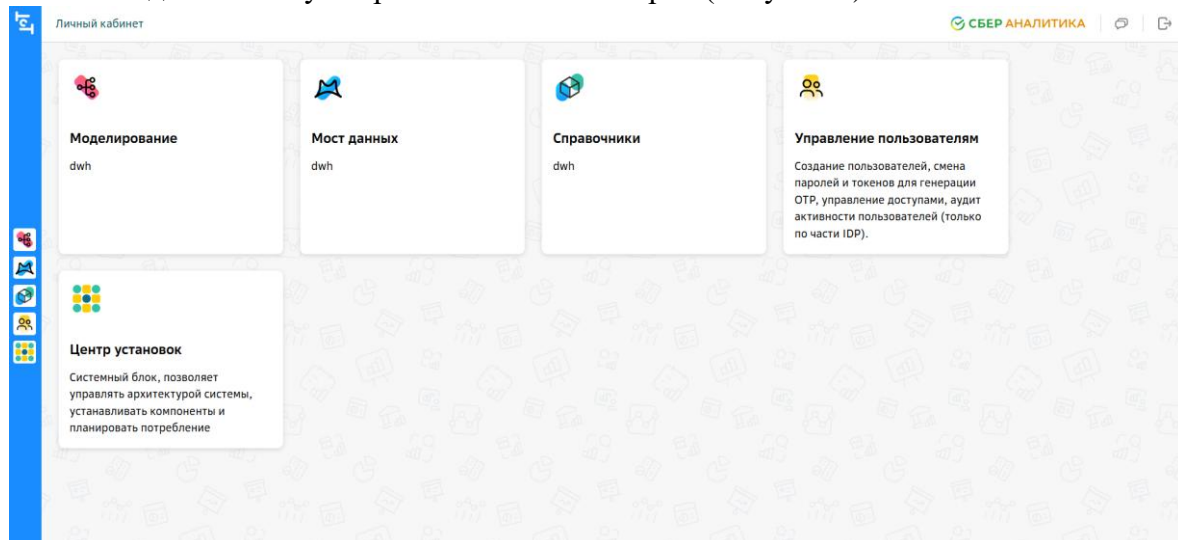 Личный кабинет
СБЕР АНАЛИТИКА
Моделирование
dwh
Мост данных
dwh
Справочники
dwh
Управление пользователям
Создание пользователей, смена
паролей и токенов для генерации
OTP, управление доступами, аудит
активности пользователей (только
по части IDP).
Центр установок
Системный блок, позволяет
управлять архитектурой системы,
устанавливать компоненты и
планировать потребление